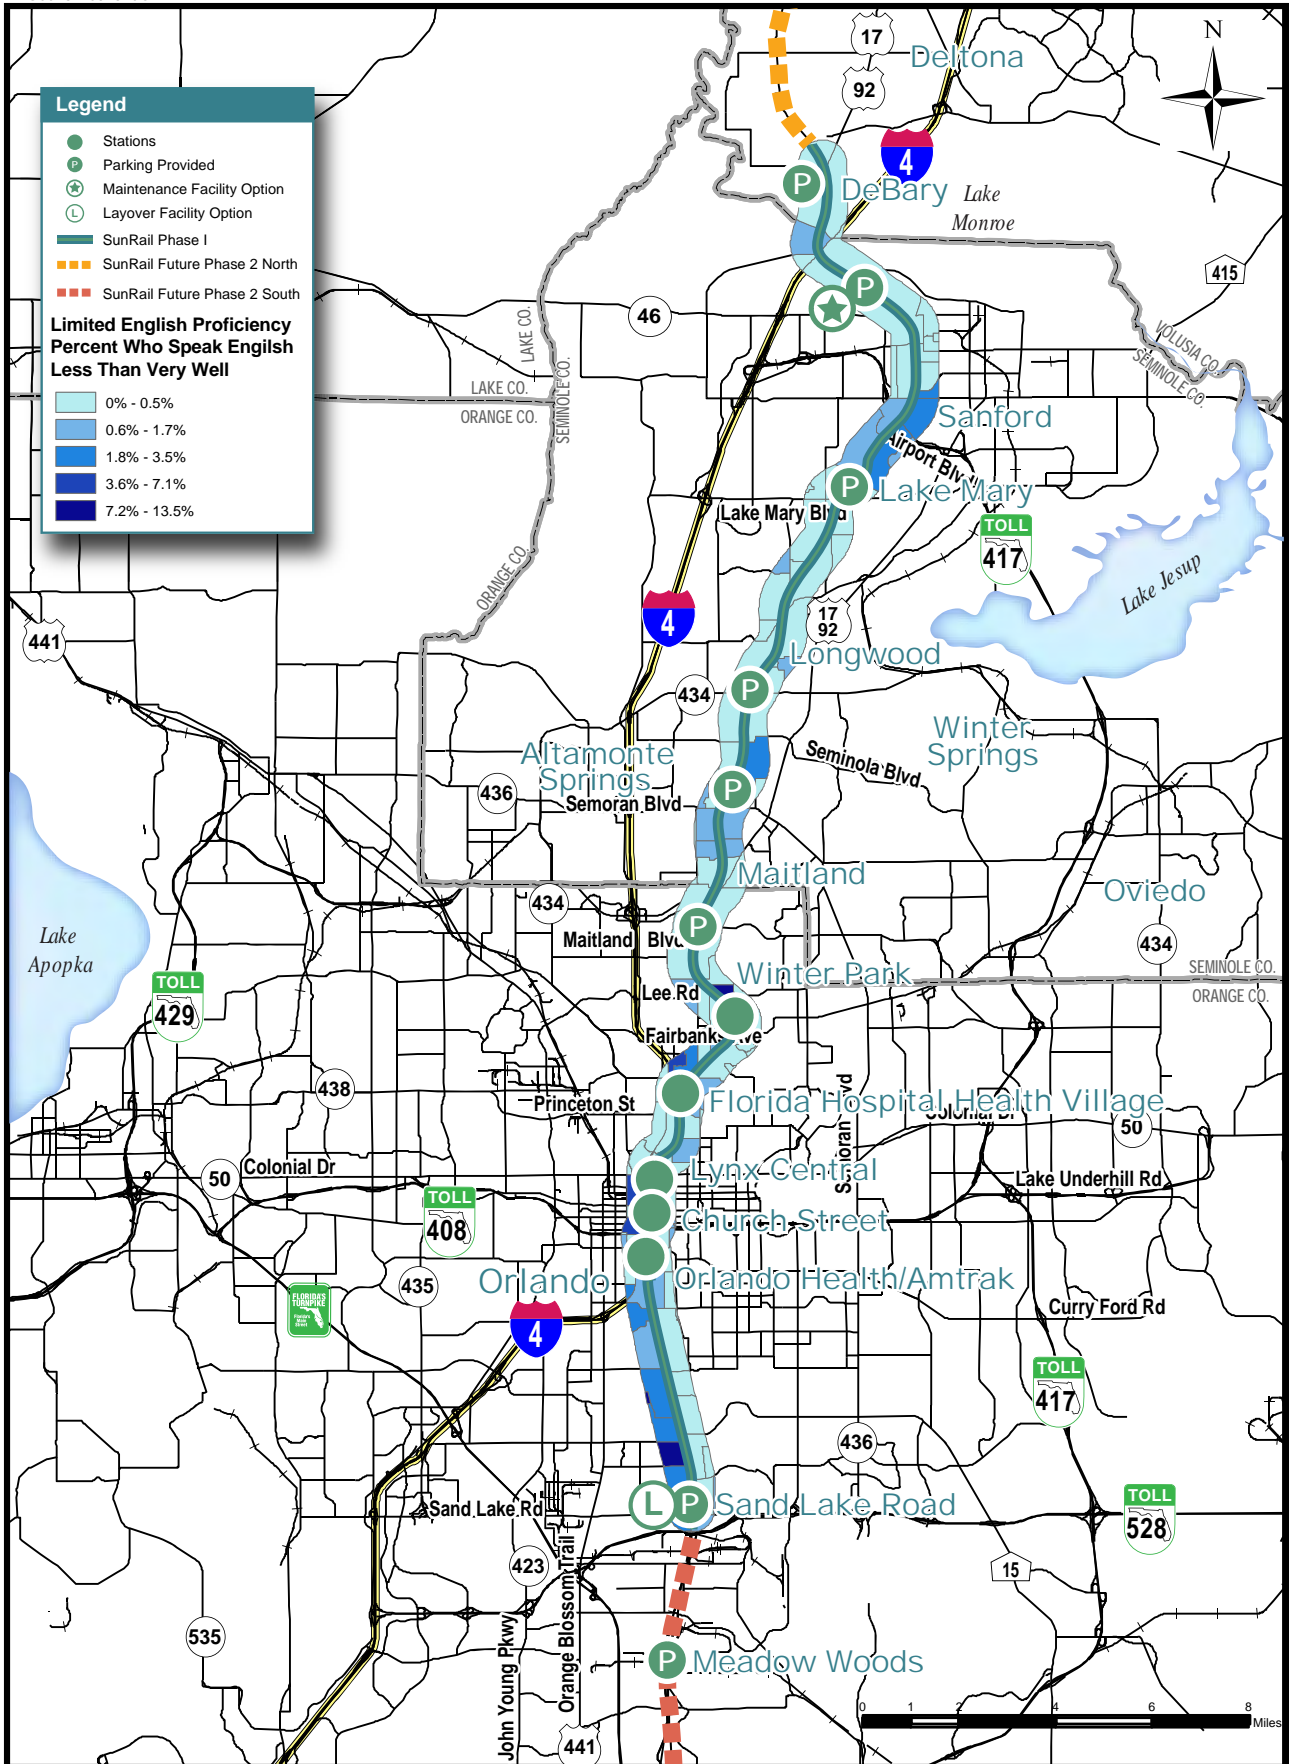 N
17
92
Deltona
4
Legend
Stations
P
Parking Provided
Maintenance Facility Option
L
Layover Facility Option
SunRail Phase I
SunRail Future Phase 2 North
SunRail Future Phase 2 South
Limited English Proficiency
Percent Who Speak Engilsh
Less Than Very Well
0% - 0.5%
0.6% - 1.7%
1.8% - 3.5%
3.6% - 7.1%
7.2% - 13.5%
P
DeBary
Lake
Monroe
415
P
46
LAKE CO.
SEMINOLE CO.
VOLUSIA CO.
SEMINOLE CO.
LAKE CO.
ORANGE CO.
Sanford
Airport Blvd
P
Lake Mary
Lake Mary Blvd
TOLL
417
ORANGE CO.
Lake Jesup
4
17
92
441
Longwood
P
434
Winter
Springs
Altamonte
Springs
Seminola Blvd
436
P
Semoran Blvd
Maitland
Oviedo
434
P
Maitland Blvd
434
Lake
Apopka
Winter Park
SEMINOLE CO.
ORANGE CO.
TOLL
429
Lee Rd
Fairbanks Ave
438
Princeton St
Florida Hospital Health Village
Semoran Blvd
Colonial Dr
50
Colonial Dr
50
Lynx Central
Lake Underhill Rd
TOLL
408
Church Street
Orlando
Orlando Health/Amtrak
435
FLORIDA'S
TURNPIKE
4
Curry Ford Rd
TOLL
417
436
Sand Lake Rd
L
P
Sand Lake Road
TOLL
528
423
15
Orange Blossom Trail
535
John Young Pkwy
P
Meadow Woods
441
0 1 2 4 6 8
Miles